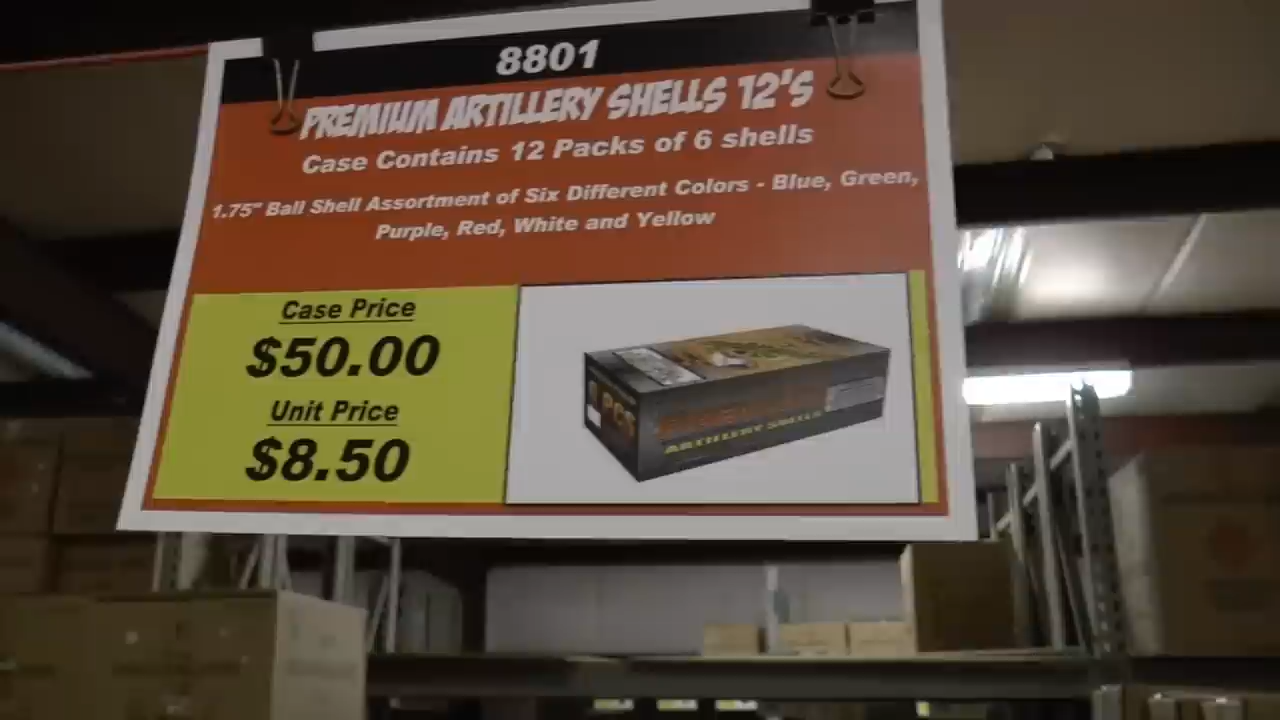 8801
PREMIUM ARTILLERY SHELLS 12'S
Case Contains 12 Packs of 6 shells
1.75" Ball Shell Assortment of Six Different Colors - Blue, Green,
Purple, Red, White and Yellow
Case Price
$50.00
Unit Price
$8.50
ARTILLERY SHELLS